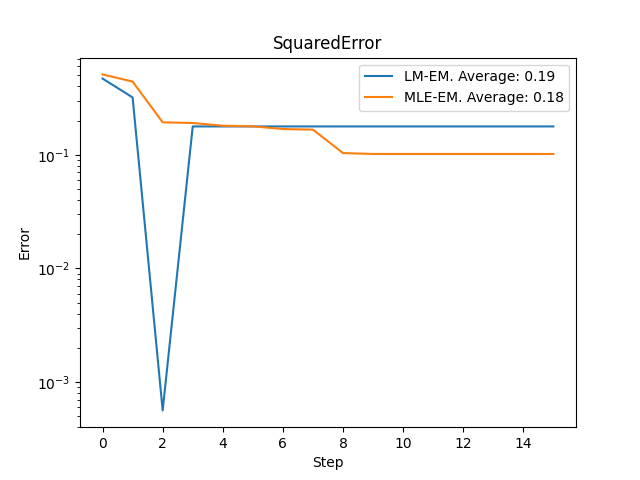 SquaredError
LM-EM. Average: 0.19
MLE-EM. Average: 0.18
Error
10⁻¹
10⁻²
10⁻³
0 2 4 6 8 10 12 14
Step